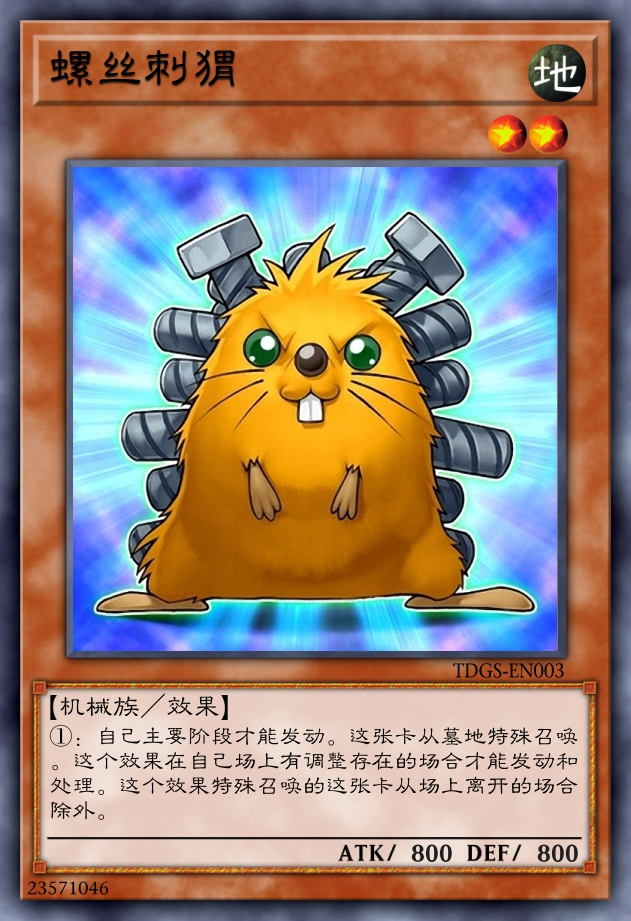 螺丝刺猬
地
TDGS-EN003
【机械族／效果】
①：自己主要阶段才能发动。这张卡从墓地特殊召唤
。这个效果在自己场上有调整存在的场合才能发动和
处理。这个效果特殊召唤的这张卡从场上离开的场合
除外。
ATK/ 800 DEF/ 800
23571046